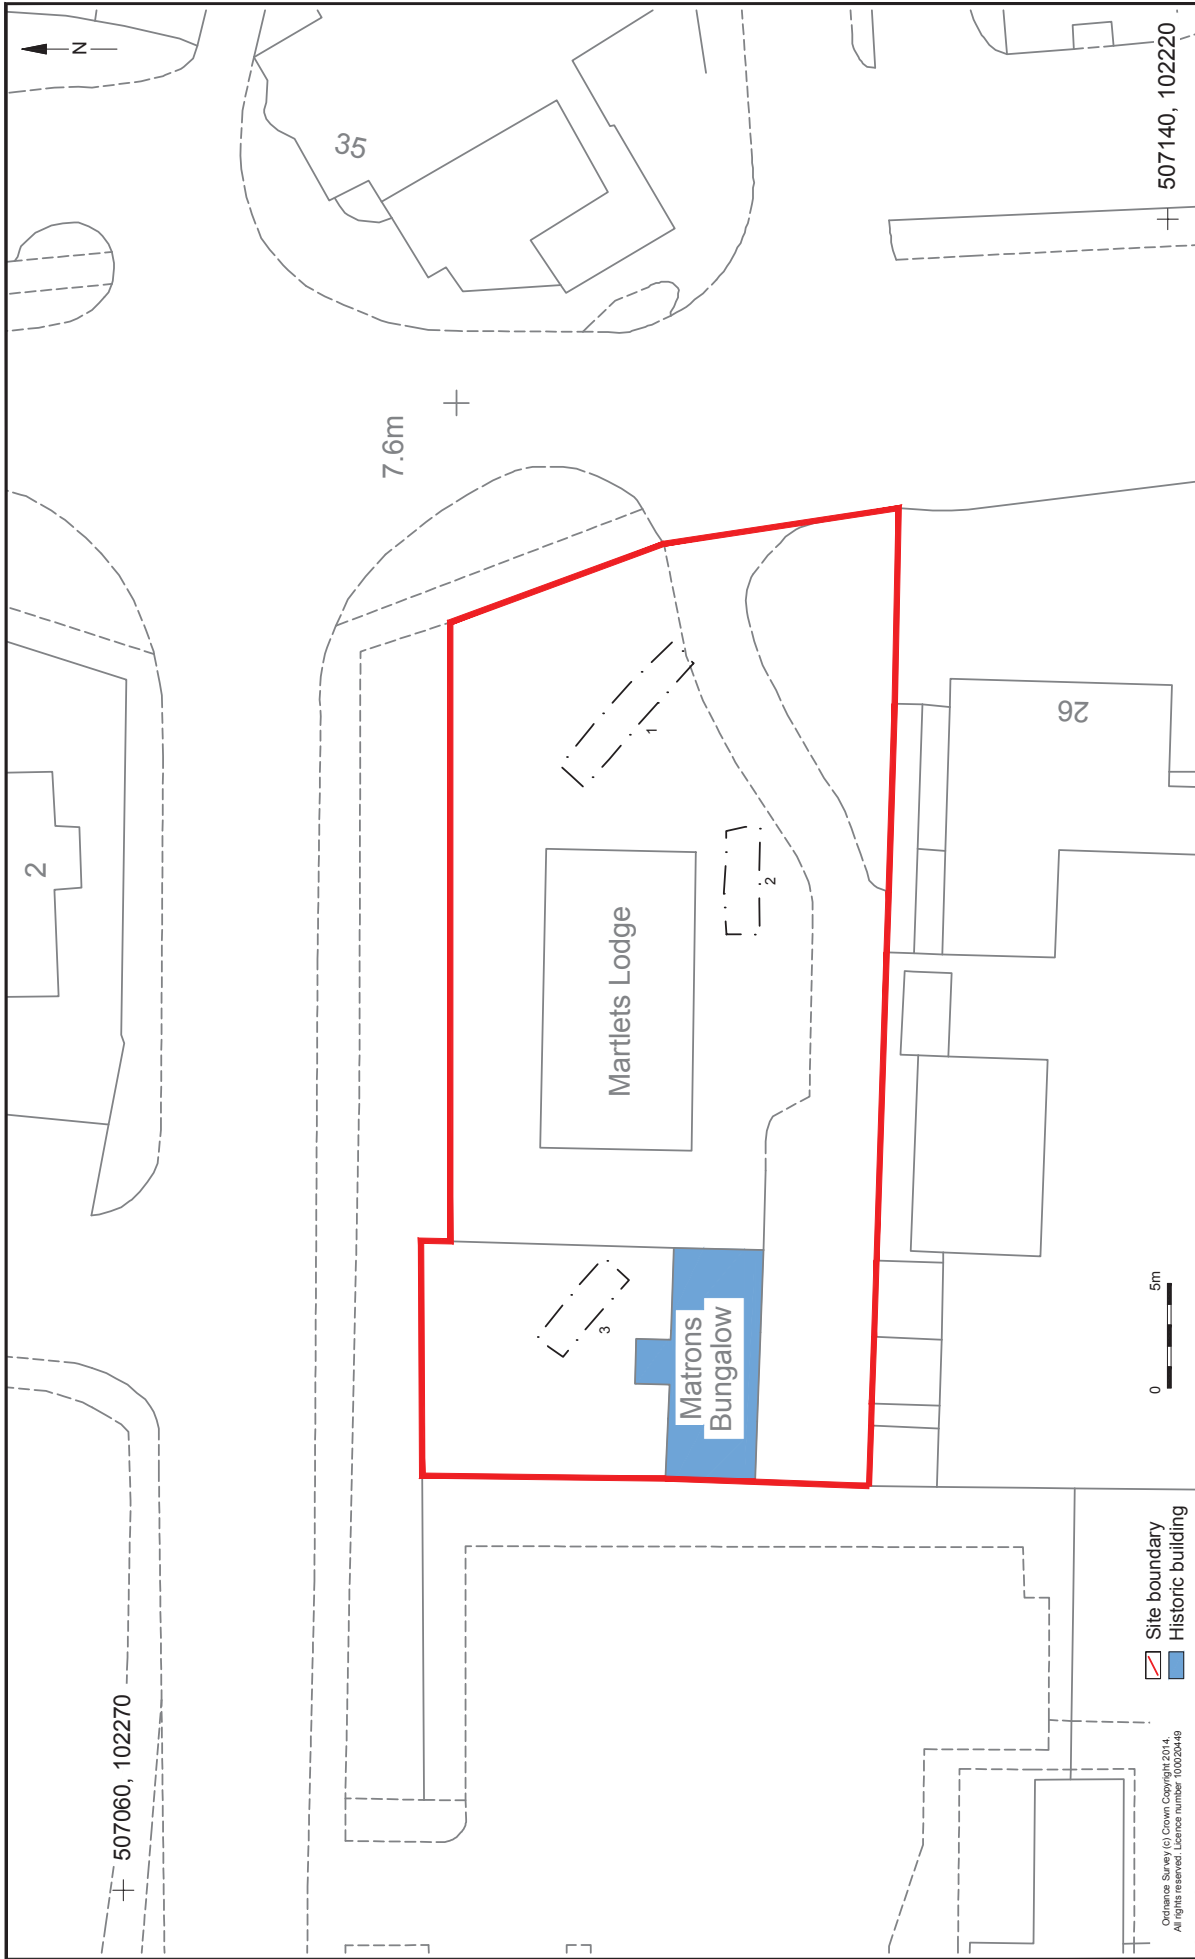 N
35
507140, 102220
7.6m
2
26
1
2
Martlets Lodge
3
Matrons
Bungalow
507060, 102270
0
5m
Site boundary
Historic building
Ordnance Survey (c) Crown Copyright 2014.
All rights reserved. Licence number 100020449